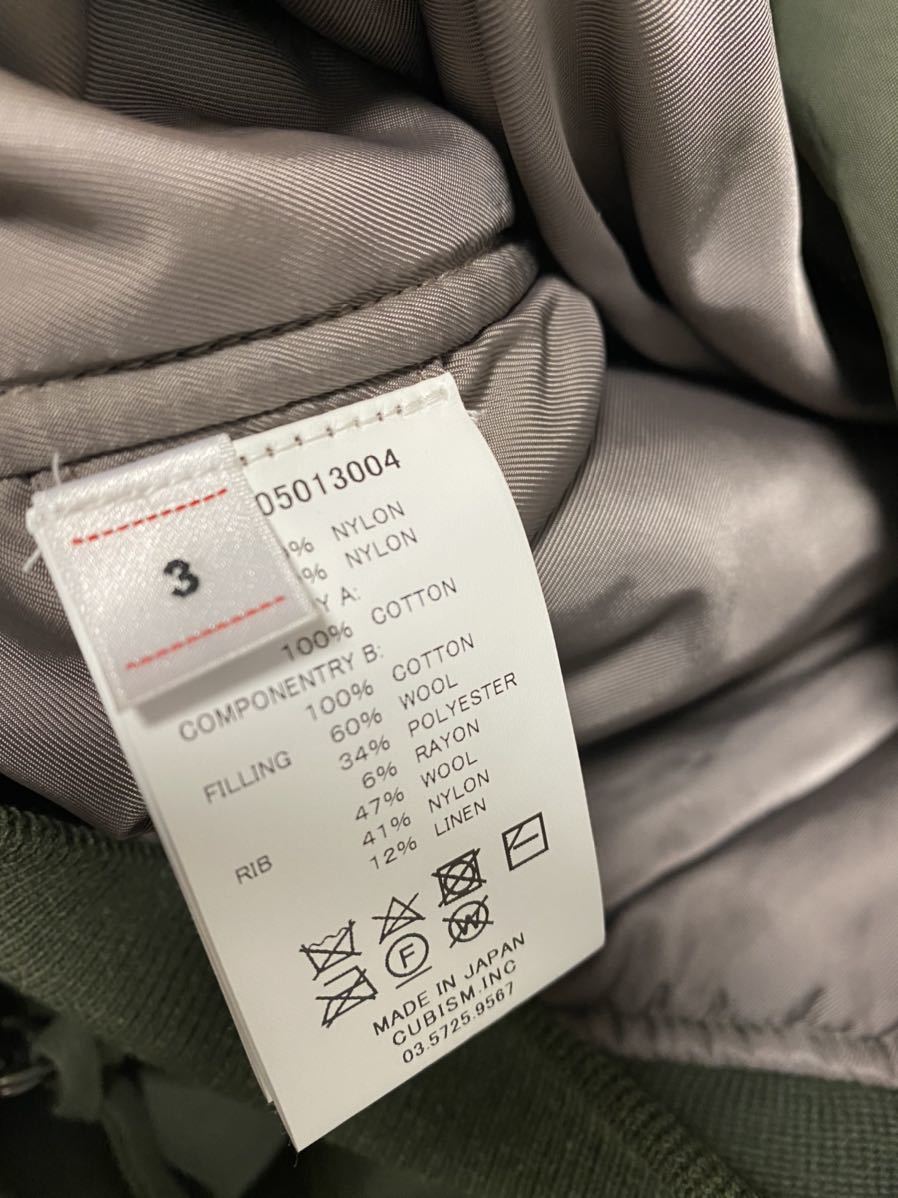 3
05013004
% NYLON
% NYLON
Y A:
100% COTTON
COMPONENTRY B:
100% COTTON
FILLING 60% WOOL
34% POLYESTER
6% RAYON
RIB 47% WOOL
41% NYLON
12% LINEN
F
W
MADE IN JAPAN
CUBISM.INC
03.5725.9567